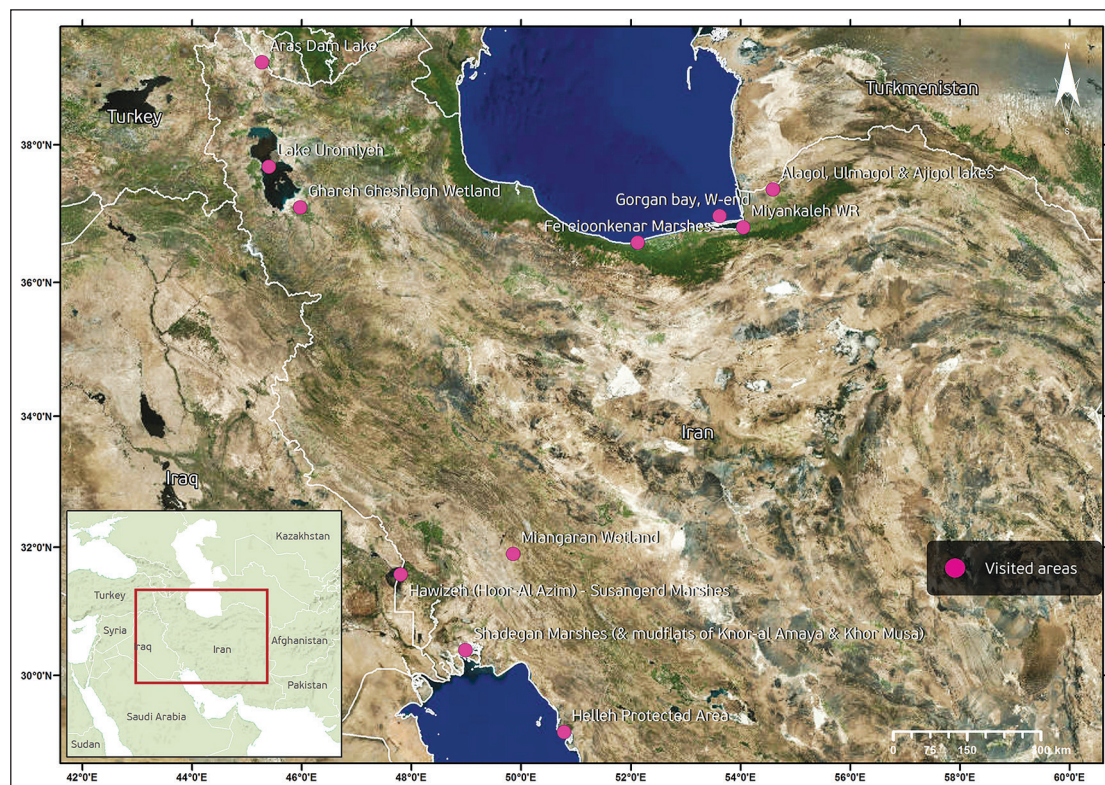 Aras Dam Lake
Turkey
Turkmenistan
N
S
38°0'N
Lake Uromiyeh
Ghareh Gheshlagh Wetland
Alagol, Ulmagol & Ajigol lakes
Gorgan bay, W-end
Miyankaleh WR
Fereioonkenar Marshes
36°0'N
34°0'N
Iran
Iraq
32°0'N
Miangaran Wetland
Hawizeh (Hoor-Al Azim) - Susangerd Marshes
Visited areas
Shadegan Marshes (& mudflats of Knor-al Amaya & Khor Musa)
30°0'N
Helleh Protected Area
0 75 150 300 km
Kazakhstan
Turkey
Syria
Iraq
Iran
Afghanistan
Pakistan
Saudi Arabia
Sudan
42°0'E 44°0'E 46°0'E 48°0'E 50°0'E 52°0'E 54°0'E 56°0'E 58°0'E 60°0'E